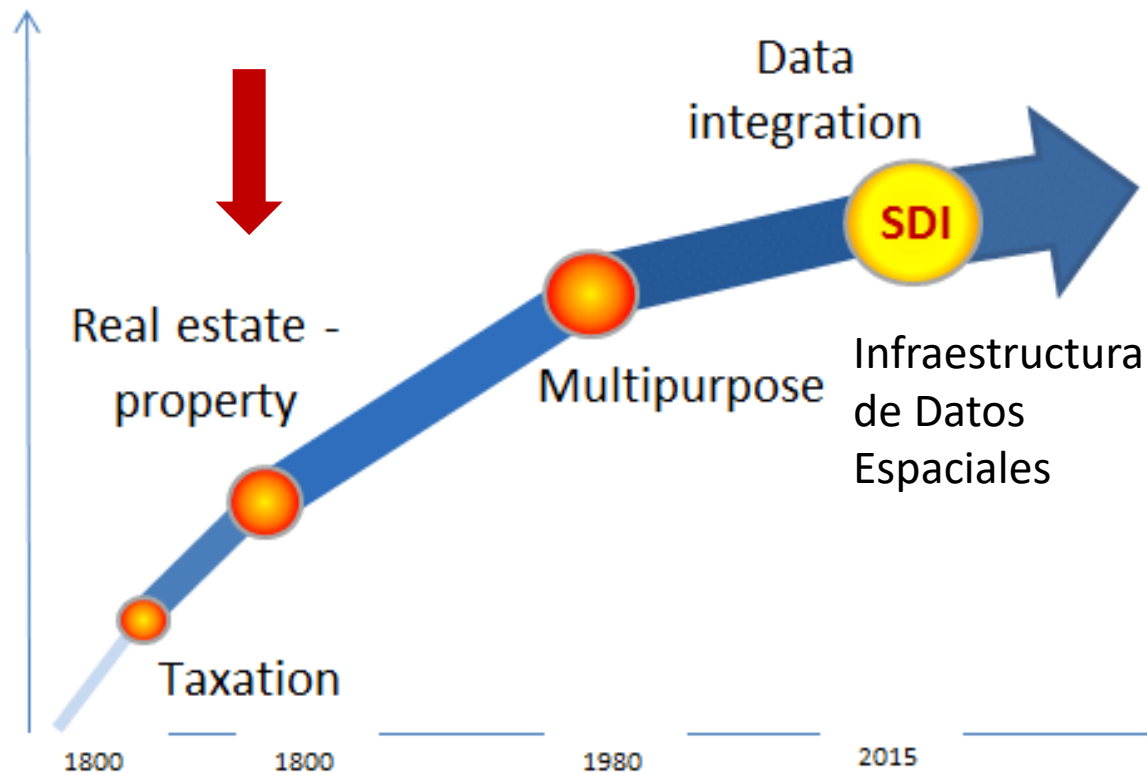 Data
integration
SDI
Real estate -
property
Multipurpose
Infraestructura
de Datos
Espaciales
Taxation
1800
1800
1980
2015